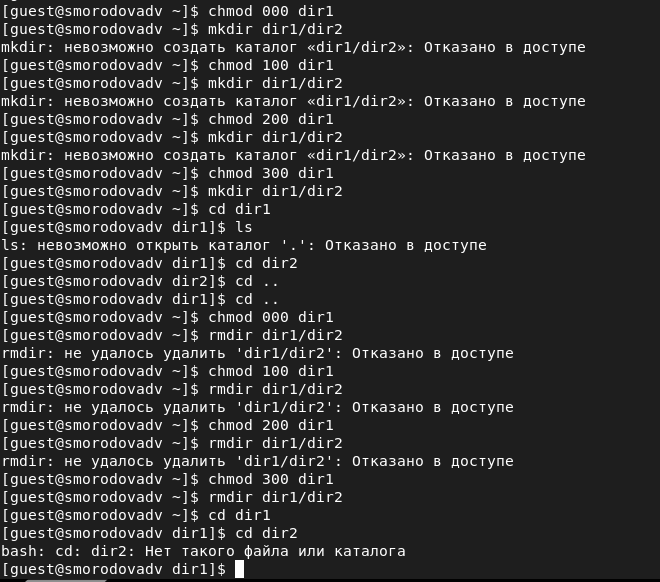 [guest@smorodovadv ~]$ chmod 000 dir1
[guest@smorodovadv ~]$ mkdir dir1/dir2
mkdir: невозможно создать каталог «dir1/dir2»: Отказано в доступе
[guest@smorodovadv ~]$ chmod 100 dir1
[guest@smorodovadv ~]$ mkdir dir1/dir2
mkdir: невозможно создать каталог «dir1/dir2»: Отказано в доступе
[guest@smorodovadv ~]$ chmod 200 dir1
[guest@smorodovadv ~]$ mkdir dir1/dir2
mkdir: невозможно создать каталог «dir1/dir2»: Отказано в доступе
[guest@smorodovadv ~]$ chmod 300 dir1
[guest@smorodovadv ~]$ mkdir dir1/dir2
[guest@smorodovadv ~]$ cd dir1
[guest@smorodovadv dir1]$ ls
ls: невозможно открыть каталог '.': Отказано в доступе
[guest@smorodovadv dir1]$ cd dir2
[guest@smorodovadv dir2]$ cd ..
[guest@smorodovadv dir1]$ cd ..
[guest@smorodovadv ~]$ chmod 000 dir1
[guest@smorodovadv ~]$ rmdir dir1/dir2
rmdir: не удалось удалить 'dir1/dir2': Отказано в доступе
[guest@smorodovadv ~]$ chmod 100 dir1
[guest@smorodovadv ~]$ rmdir dir1/dir2
rmdir: не удалось удалить 'dir1/dir2': Отказано в доступе
[guest@smorodovadv ~]$ chmod 200 dir1
[guest@smorodovadv ~]$ rmdir dir1/dir2
rmdir: не удалось удалить 'dir1/dir2': Отказано в доступе
[guest@smorodovadv ~]$ chmod 300 dir1
[guest@smorodovadv ~]$ rmdir dir1/dir2
[guest@smorodovadv ~]$ cd dir1
[guest@smorodovadv dir1]$ cd dir2
bash: cd: dir2: Нет такого файла или каталога
[guest@smorodovadv dir1]$